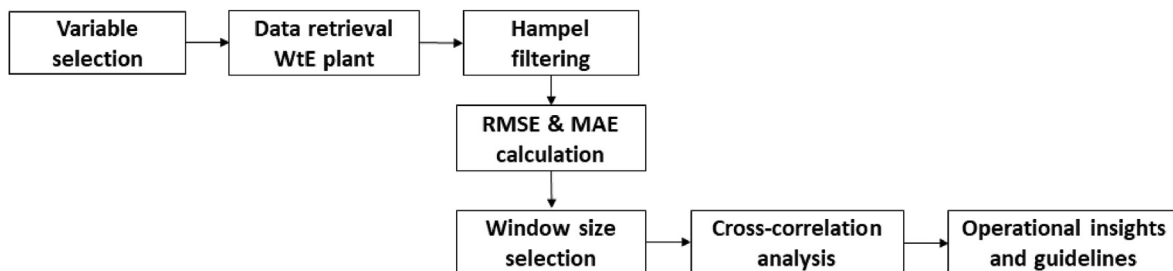 Variable
selection
Data retrieval
WtE plant
Hampel
filtering
RMSE & MAE
calculation
Window size
selection
Cross-correlation
analysis
Operational insights
and guidelines